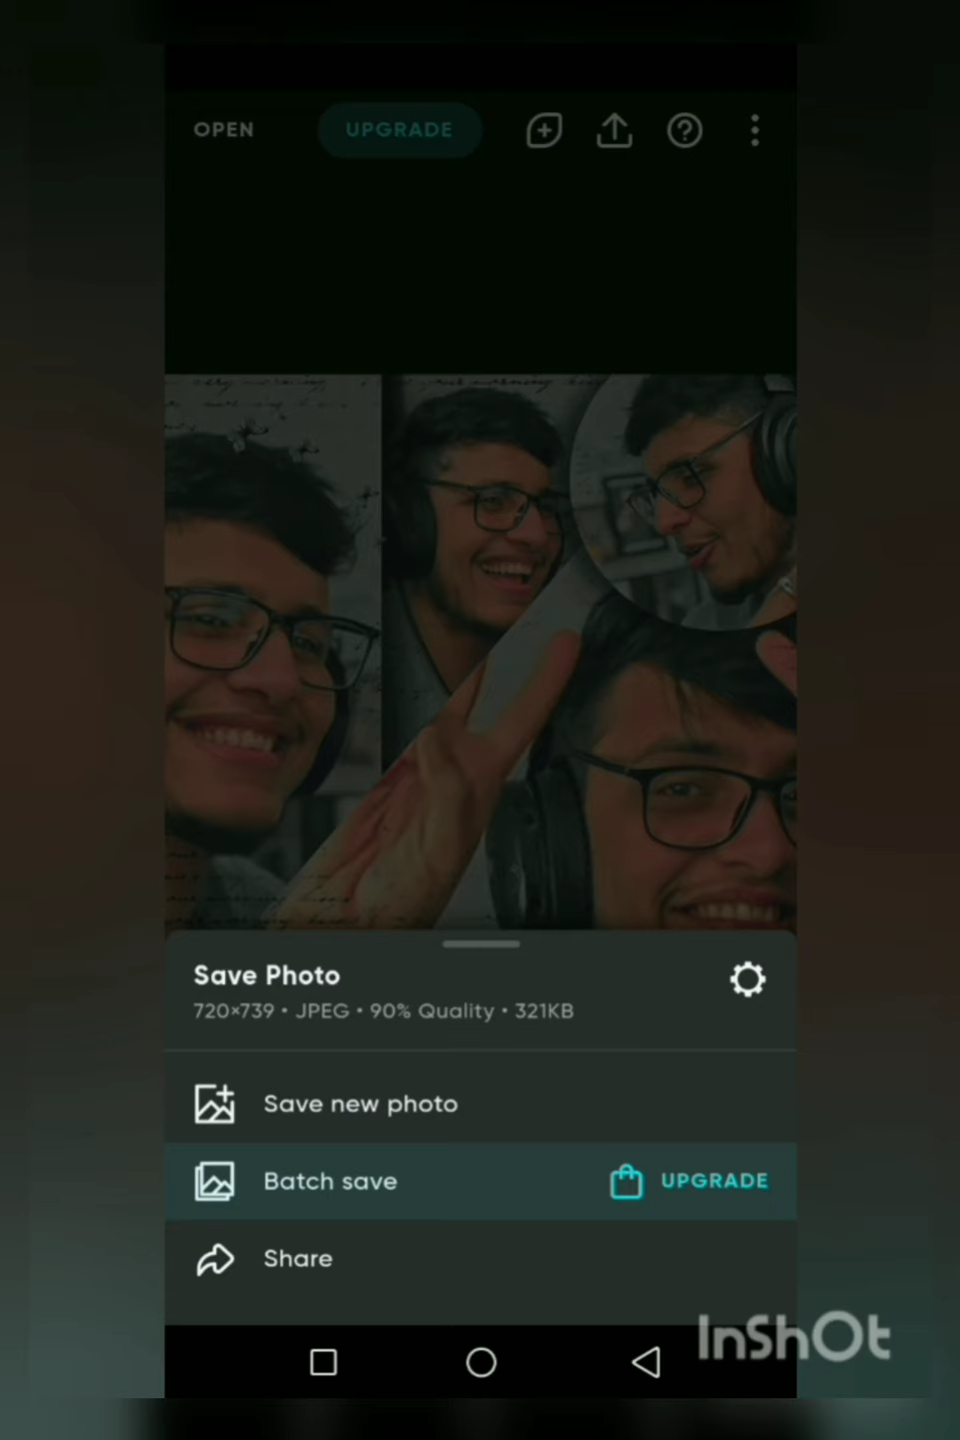 OPEN
UPGRADE
Save Photo
720×739 • JPEG • 90% Quality • 321KB
Save new photo
Batch save
UPGRADE
Share
InShOt